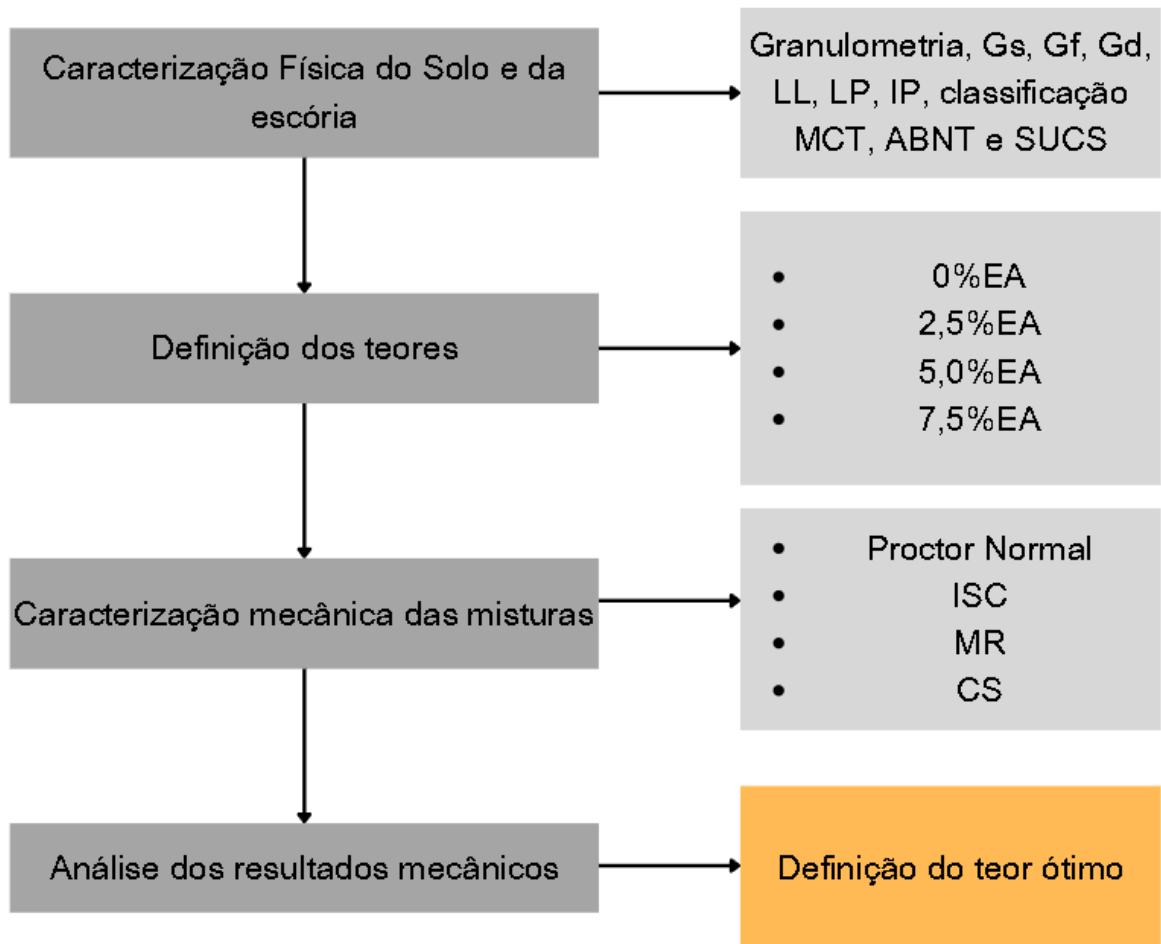 Caracterização Física do Solo e da
escória
Granulometria, Gs, Gf, Gd,
LL, LP, IP, classificação
MCT, ABNT e SUCS
Definição dos teores
• 0%EA
• 2,5%EA
• 5,0%EA
• 7,5%EA
Caracterização mecânica das misturas
• Proctor Normal
• ISC
• MR
• CS
Análise dos resultados mecânicos
Definição do teor ótimo